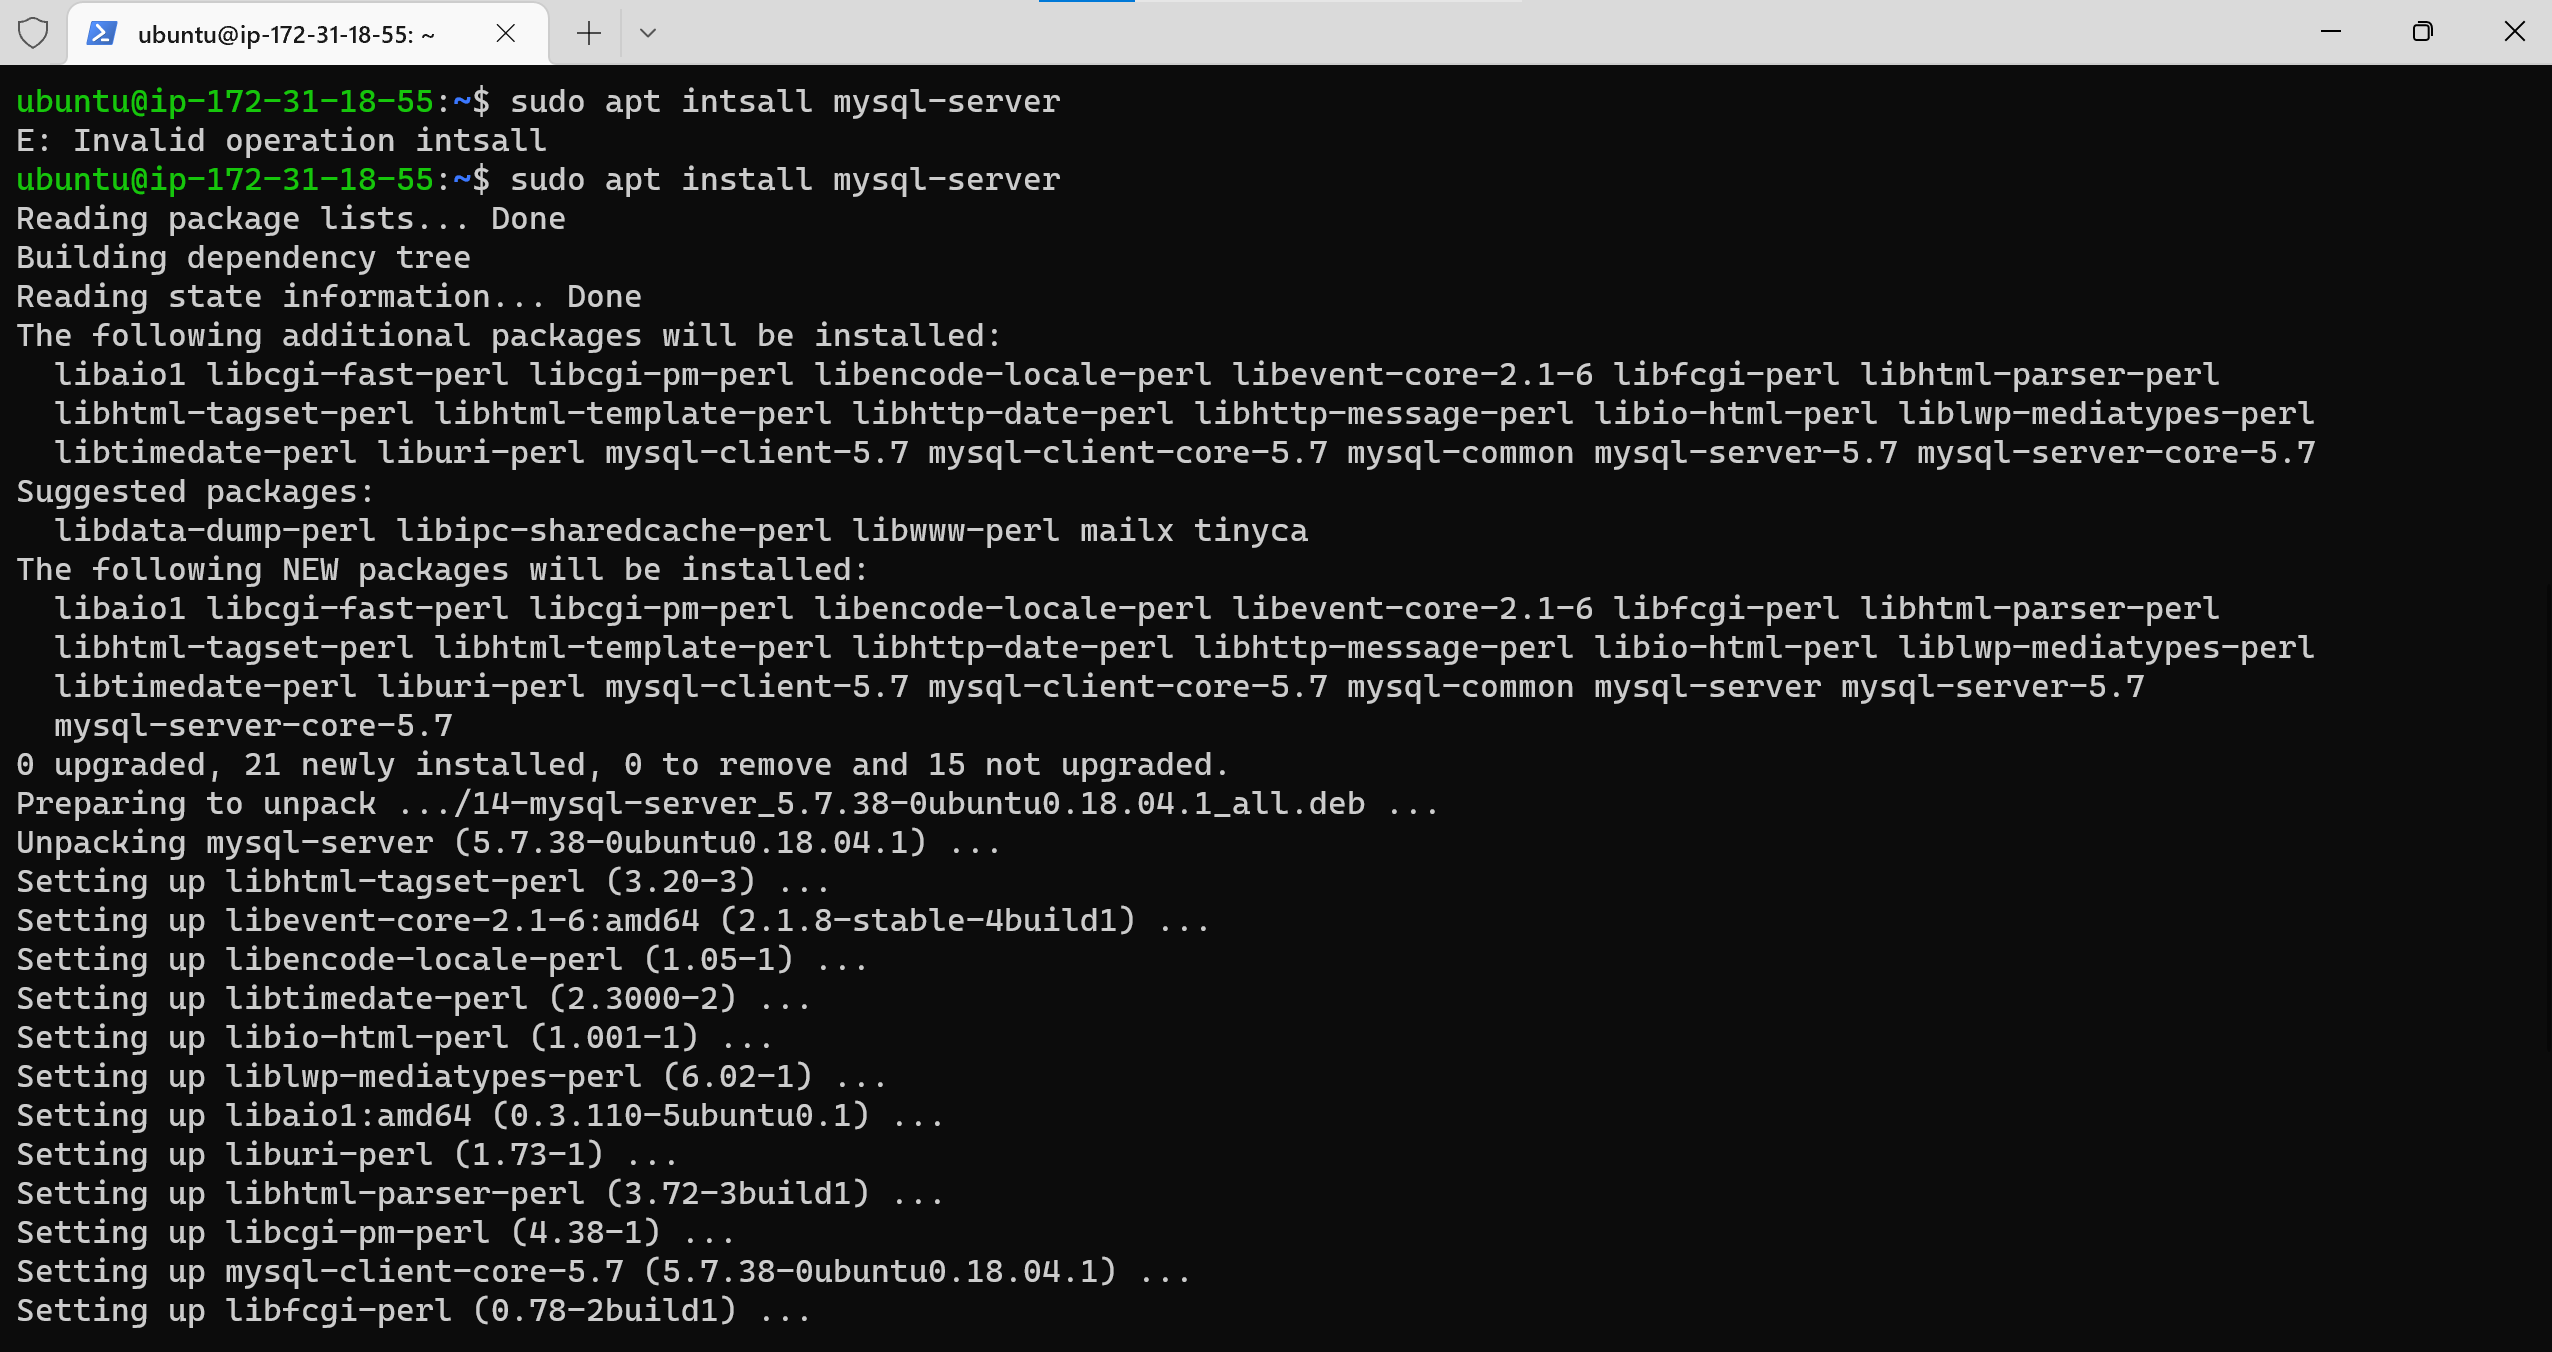 ubuntu@ip-172-31-18-55: ~
ubuntu@ip-172-31-18-55:~$ sudo apt intsall mysql-server
E: Invalid operation intsall
ubuntu@ip-172-31-18-55:~$ sudo apt install mysql-server
Reading package lists... Done
Building dependency tree
Reading state information... Done
The following additional packages will be installed:
  libaio1 libcgi-fast-perl libcgi-pm-perl libencode-locale-perl libevent-core-2.1-6 libfcgi-perl libhtml-parser-perl
  libhtml-tagset-perl libhtml-template-perl libhttp-date-perl libhttp-message-perl libio-html-perl liblwp-mediatypes-perl
  libtimedate-perl liburi-perl mysql-client-5.7 mysql-client-core-5.7 mysql-common mysql-server-5.7 mysql-server-core-5.7
Suggested packages:
  libdata-dump-perl libipc-sharedcache-perl libwww-perl mailx tinyca
The following NEW packages will be installed:
  libaio1 libcgi-fast-perl libcgi-pm-perl libencode-locale-perl libevent-core-2.1-6 libfcgi-perl libhtml-parser-perl
  libhtml-tagset-perl libhtml-template-perl libhttp-date-perl libhttp-message-perl libio-html-perl liblwp-mediatypes-perl
  libtimedate-perl liburi-perl mysql-client-5.7 mysql-client-core-5.7 mysql-common mysql-server mysql-server-5.7
  mysql-server-core-5.7
0 upgraded, 21 newly installed, 0 to remove and 15 not upgraded.
Preparing to unpack .../14-mysql-server_5.7.38-0ubuntu0.18.04.1_all.deb ...
Unpacking mysql-server (5.7.38-0ubuntu0.18.04.1) ...
Setting up libhtml-tagset-perl (3.20-3) ...
Setting up libevent-core-2.1-6:amd64 (2.1.8-stable-4build1) ...
Setting up libencode-locale-perl (1.05-1) ...
Setting up libtimedate-perl (2.3000-2) ...
Setting up libio-html-perl (1.001-1) ...
Setting up liblwp-mediatypes-perl (6.02-1) ...
Setting up libaio1:amd64 (0.3.110-5ubuntu0.1) ...
Setting up liburi-perl (1.73-1) ...
Setting up libhtml-parser-perl (3.72-3build1) ...
Setting up libcgi-pm-perl (4.38-1) ...
Setting up mysql-client-core-5.7 (5.7.38-0ubuntu0.18.04.1) ...
Setting up libfcgi-perl (0.78-2build1) ...